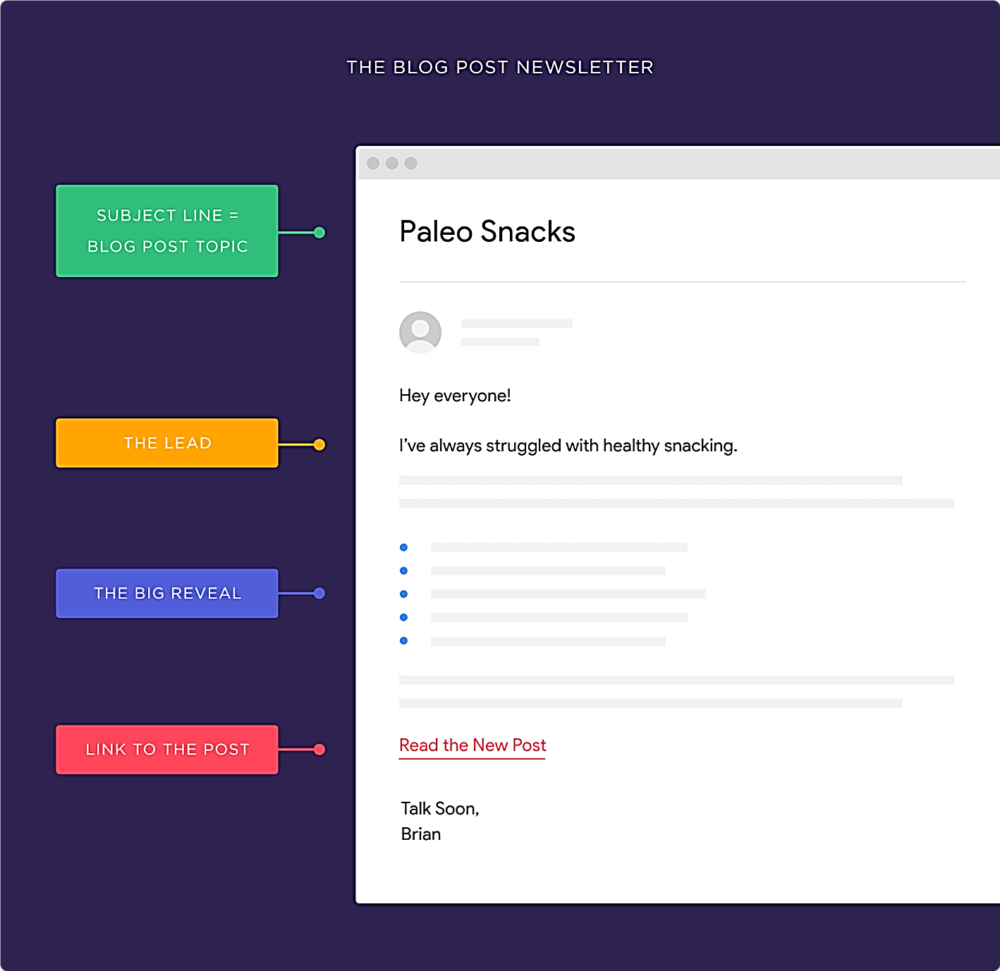 THE BLOG POST NEWSLETTER
SUBJECT LINE =
BLOG POST TOPIC
Paleo Snacks
Hey everyone!
THE LEAD
I’ve always struggled with healthy snacking.
THE BIG REVEAL
LINK TO THE POST
Read the New Post
Talk Soon,
Brian